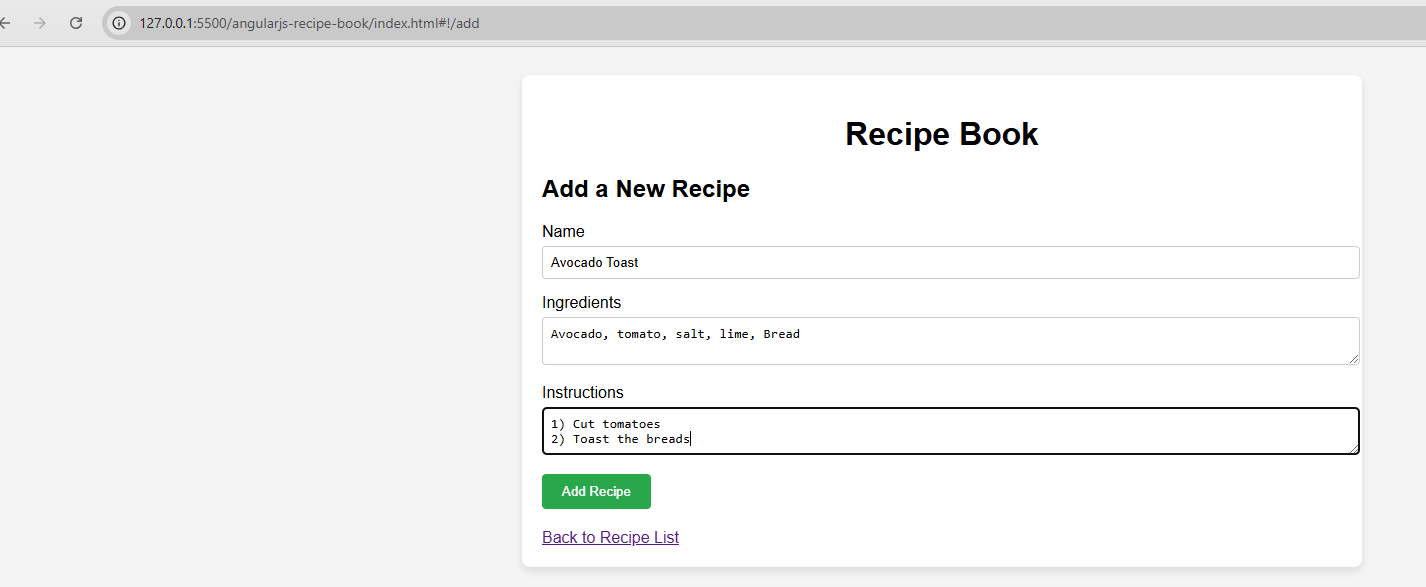 127.0.0.1:5500/angularjs-recipe-book/index.html#!/add
Recipe Book
Add a New Recipe
Name
Avocado Toast
Ingredients
Avocado, tomato, salt, lime, Bread
Instructions
1) Cut tomatoes
2) Toast the breads
Add Recipe
Back to Recipe List